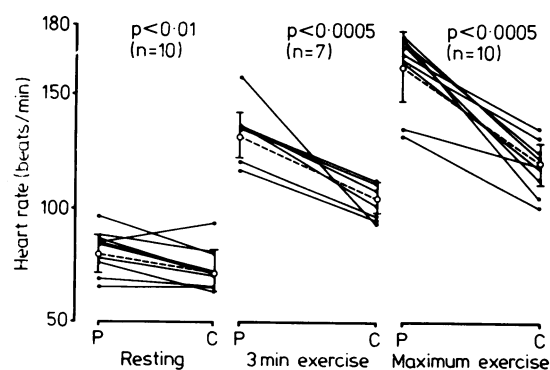 180
150
100
50
Heart rate (beats/min)
p<0·01
(n=10)
p<0·0005
(n=7)
p<0·0005
(n=10)
P C P C P C
Resting 3 min exercise Maximum exercise